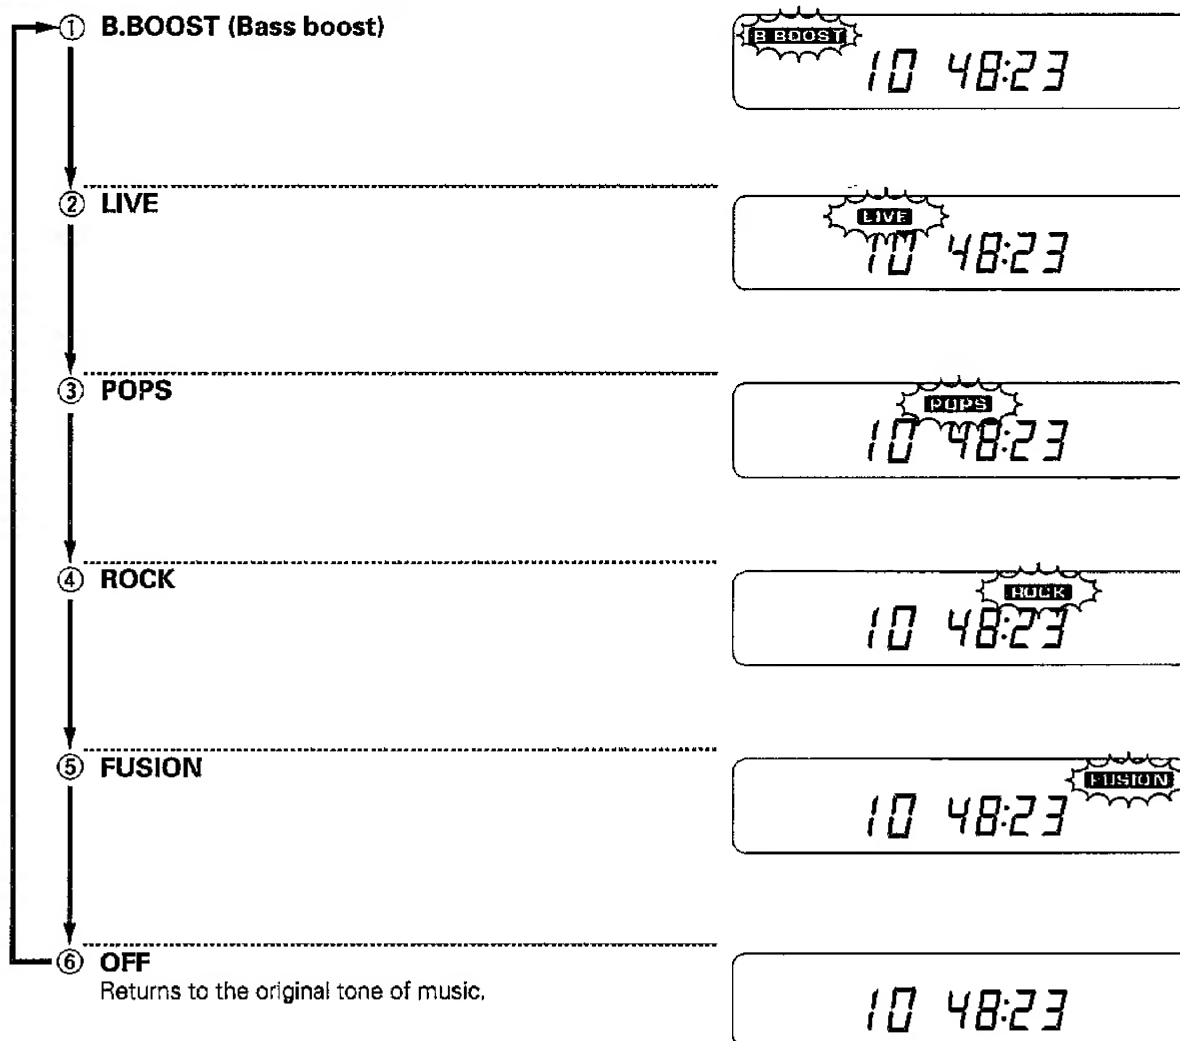 ① B.BOOST (Bass boost)
B.BOOST
10 48:23
② LIVE
LIVE
10 48:23
③ POPS
POPS
10 48:23
④ ROCK
ROCK
10 48:23
⑤ FUSION
FUSION
10 48:23
⑥ OFF
Returns to the original tone of music.
10 48:23